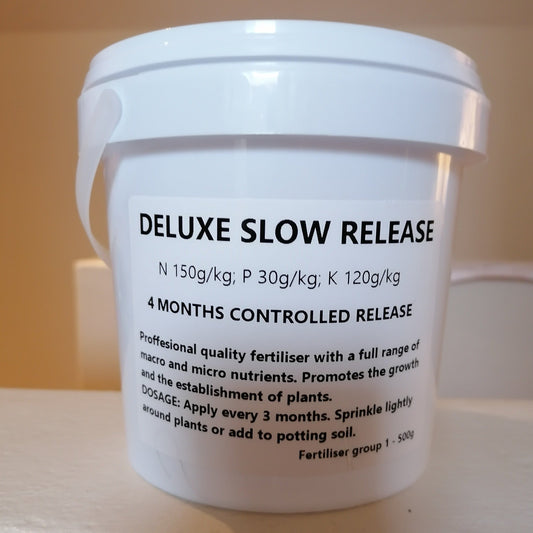 DELUXE SLOW RELEASE
N 150g/kg; P 30g/kg; K 120g/kg
4 MONTHS CONTROLLED RELEASE
Proffesional quality fertiliser with a full range of
macro and micro nutrients. Promotes the growth
and the establishment of plants.
DOSAGE: Apply every 3 months. Sprinkle lightly
around plants or add to potting soil.
Fertiliser group 1 - 500g